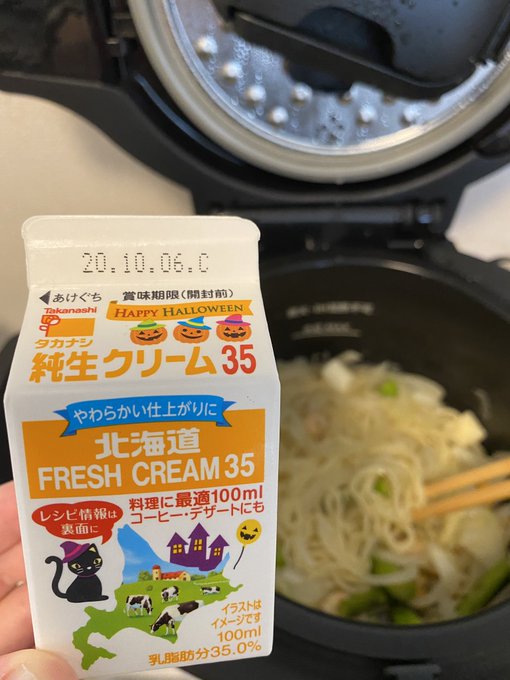 20.10.06.C
◀あけぐち
賞味期限(開封前)
Takanashi
HAPPY HALLOWEEN
タカナシ
純生クリーム35
やわらかい仕上がりに
北海道
FRESH CREAM 35
レシピ情報は
裏面に
料理に最適100ml
コーヒー・デザートにも
イラストは
イメージです
100ml
乳脂肪分35.0%